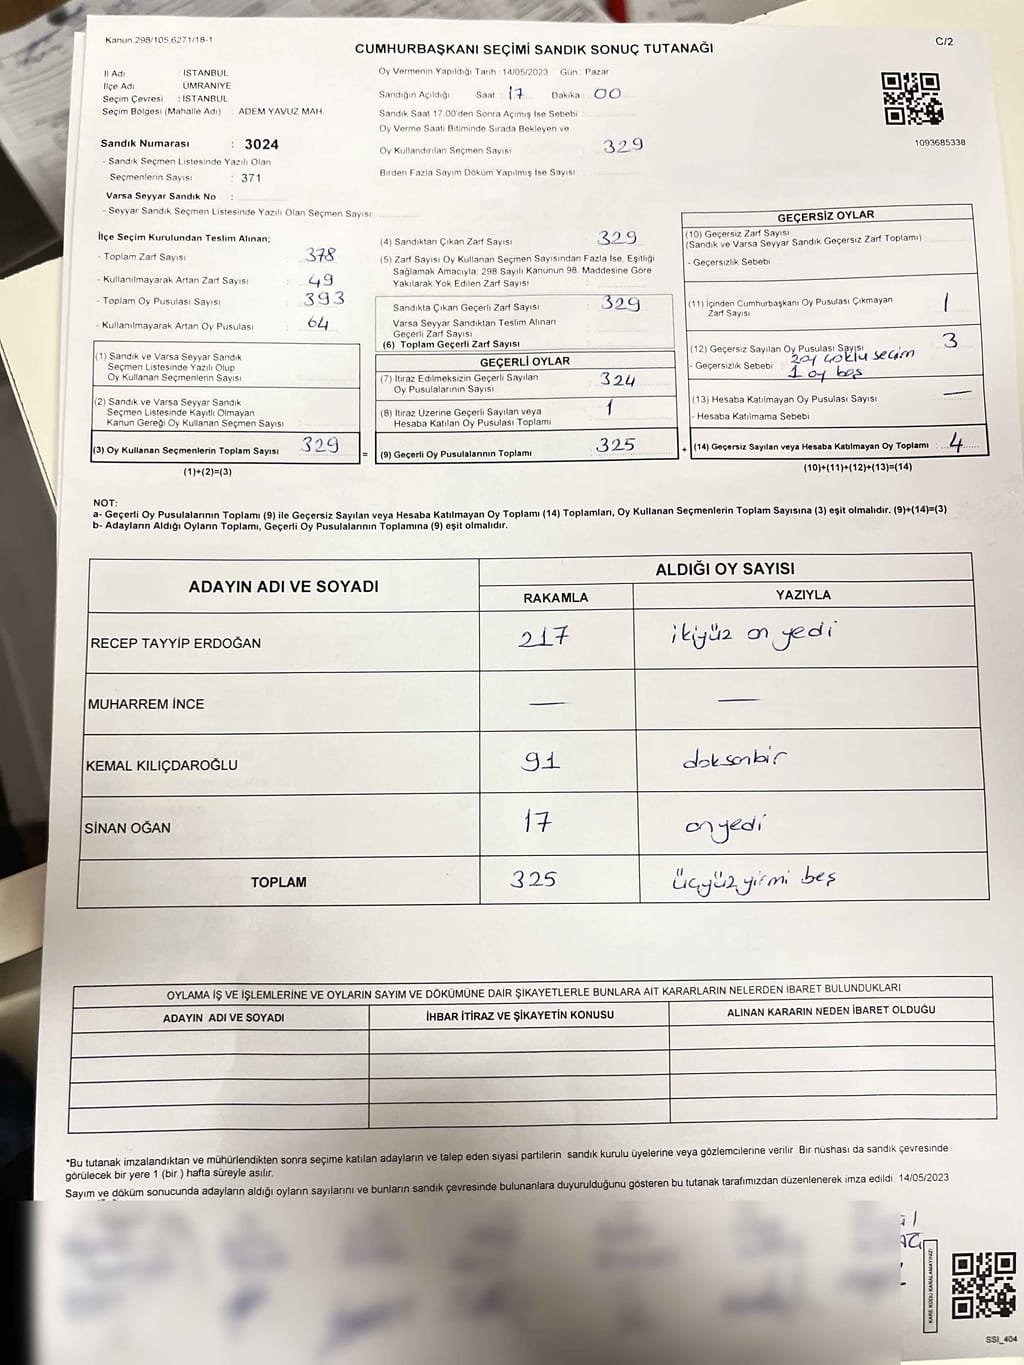 Kanun,298/105,6271/18-1
CUMHURBAŞKANI SEÇİMİ SANDIK SONUÇ TUTANAĞI
C/2
İl Adı : İSTANBUL
İlçe Adı : ÜMRANİYE
Seçim Çevresi : İSTANBUL
Seçim Bölgesi (Mahalle Adı) : ADEM YAVUZ MAH
Sandık Numarası : 3024
- Sandık Seçmen Listesinde Yazılı Olan
Seçmenlerin Sayısı : 371
Varsa Seyyar Sandık No :
- Seyyar Sandık Seçmen Listesinde Yazılı Olan Seçmen Sayısı:
Oy Vermenin Yapıldığı Tarih :14/05/2023 Gün : Pazar
Sandığın Açıldığı Saat : 17 Dakika : 00
Sandık Saat 17.00'den Sonra Açımış İse Sebebi :
Oy Verme Saati Bitiminde Sırada Bekleyen ve
Oy Kullandırılan Seçmen Sayısı : 329
Birden Fazla Sayım Döküm Yapılmış İse Sayısı :
1093685338
İlçe Seçim Kurulundan Teslim Alınan;
- Toplam Zarf Sayısı : 378
- Kullanılmayarak Artan Zarf Sayısı : 49
- Toplam Oy Pusulası Sayısı : 393
- Kullanılmayarak Artan Oy Pusulası : 64
(1) Sandık ve Varsa Seyyar Sandık
Seçmen Listesinde Yazılı Olup
Oy Kullanan Seçmenlerin Sayısı :
(2) Sandık ve Varsa Seyyar Sandık
Seçmen Listesinde Kayıtlı Olmayan
Kanun Gereği Oy Kullanan Seçmen Sayısı :
(3) Oy Kullanan Seçmenlerin Toplam Sayısı : 329
(1)+(2)=(3)
=
(4) Sandıktan Çıkan Zarf Sayısı : 329
(5) Zarf Sayısı Oy Kullanan Seçmen Sayısından Fazla İse, Eşitliği
Sağlamak Amacıyla, 298 Sayılı Kanunun 98. Maddesine Göre
Yakılarak Yok Edilen Zarf Sayısı :
Sandıkta Çıkan Geçerli Zarf Sayısı : 329
Varsa Seyyar Sandıktan Teslim Alınan
Geçerli Zarf Sayısı :
(6) Toplam Geçerli Zarf Sayısı :
GEÇERLİ OYLAR
(7) İtiraz Edilmeksizin Geçerli Sayılan
Oy Pusulalarının Sayısı : 324
(8) İtiraz Üzerine Geçerli Sayılan veya
Hesaba Katılan Oy Pusulası Toplamı : 1
(9) Geçerli Oy Pusulalarının Toplamı : 325
+
GEÇERSİZ OYLAR
(10) Geçersiz Zarf Sayısı
(Sandık ve Varsa Seyyar Sandık Geçersiz Zarf Toplamı) :
- Geçersizlik Sebebi :
(11) İçinden Cumhurbaşkanı Oy Pusulası Çıkmayan
Zarf Sayısı : 1
(12) Geçersiz Sayılan Oy Pusulası Sayısı : 3
- Geçersizlik Sebebi : 2 oy çoklu seçim
1 oy boş
(13) Hesaba Katılmayan Oy Pusulası Sayısı : —
- Hesaba Katılmama Sebebi :
(14) Geçersiz Sayılan veya Hesaba Katılmayan Oy Toplamı : 4
(10)+(11)+(12)+(13)=(14)
NOT:
a- Geçerli Oy Pusulalarının Toplamı (9) ile Geçersiz Sayılan veya Hesaba Katılmayan Oy Toplamı (14) Toplamları, Oy Kullanan Seçmenlerin Toplam Sayısına (3) eşit olmalıdır. (9)+(14)=(3)
b- Adayların Aldığı Oyların Toplamı, Geçerli Oy Pusulalarının Toplamına (9) eşit olmalıdır.
ADAYIN ADI VE SOYADI
ALDIĞI OY SAYISI
RAKAMLA YAZIYLA
RECEP TAYYİP ERDOĞAN 217 ikiyüz on yedi
MUHARREM İNCE — —
KEMAL KILIÇDAROĞLU 91 doksanbir
SİNAN OĞAN 17 onyedi
TOPLAM 325 üçyüz yirmi beş
OYLAMA İŞ VE İŞLEMLERİNE VE OYLARIN SAYIM VE DÖKÜMÜNE DAİR ŞİKAYETLERLE BUNLARA AİT KARARLARIN NELERDEN İBARET BULUNDUKLARI
ADAYIN ADI VE SOYADI İHBAR İTİRAZ VE ŞİKAYETİN KONUSU ALINAN KARARIN NEDEN İBARET OLDUĞU
*Bu tutanak imzalandıktan ve mühürlendikten sonra seçime katılan adayların ve talep eden siyasi partilerin sandık kurulu üyelerine veya gözlemcilerine verilir. Bir nüshası da sandık çevresinde
görülecek bir yere 1 (bir ) hafta süreyle asılır.
Sayım ve döküm sonucunda adayların aldığı oyların sayılarını ve bunların sandık çevresinde bulunanlara duyurulduğunu gösteren bu tutanak tarafımızdan düzenlenerek imza edildi. 14/05/2023
KARE KODU KARALAMAYINIZ!
SSI_404